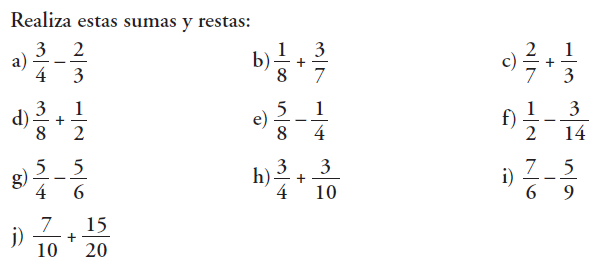 Realiza estas sumas y restas:
a) 3/4 − 2/3 b) 1/8 + 3/7 c) 2/7 + 1/3
d) 3/8 + 1/2 e) 5/8 − 1/4 f) 1/2 − 3/14
g) 5/4 − 5/6 h) 3/4 + 3/10 i) 7/6 − 5/9
j) 7/10 + 15/20